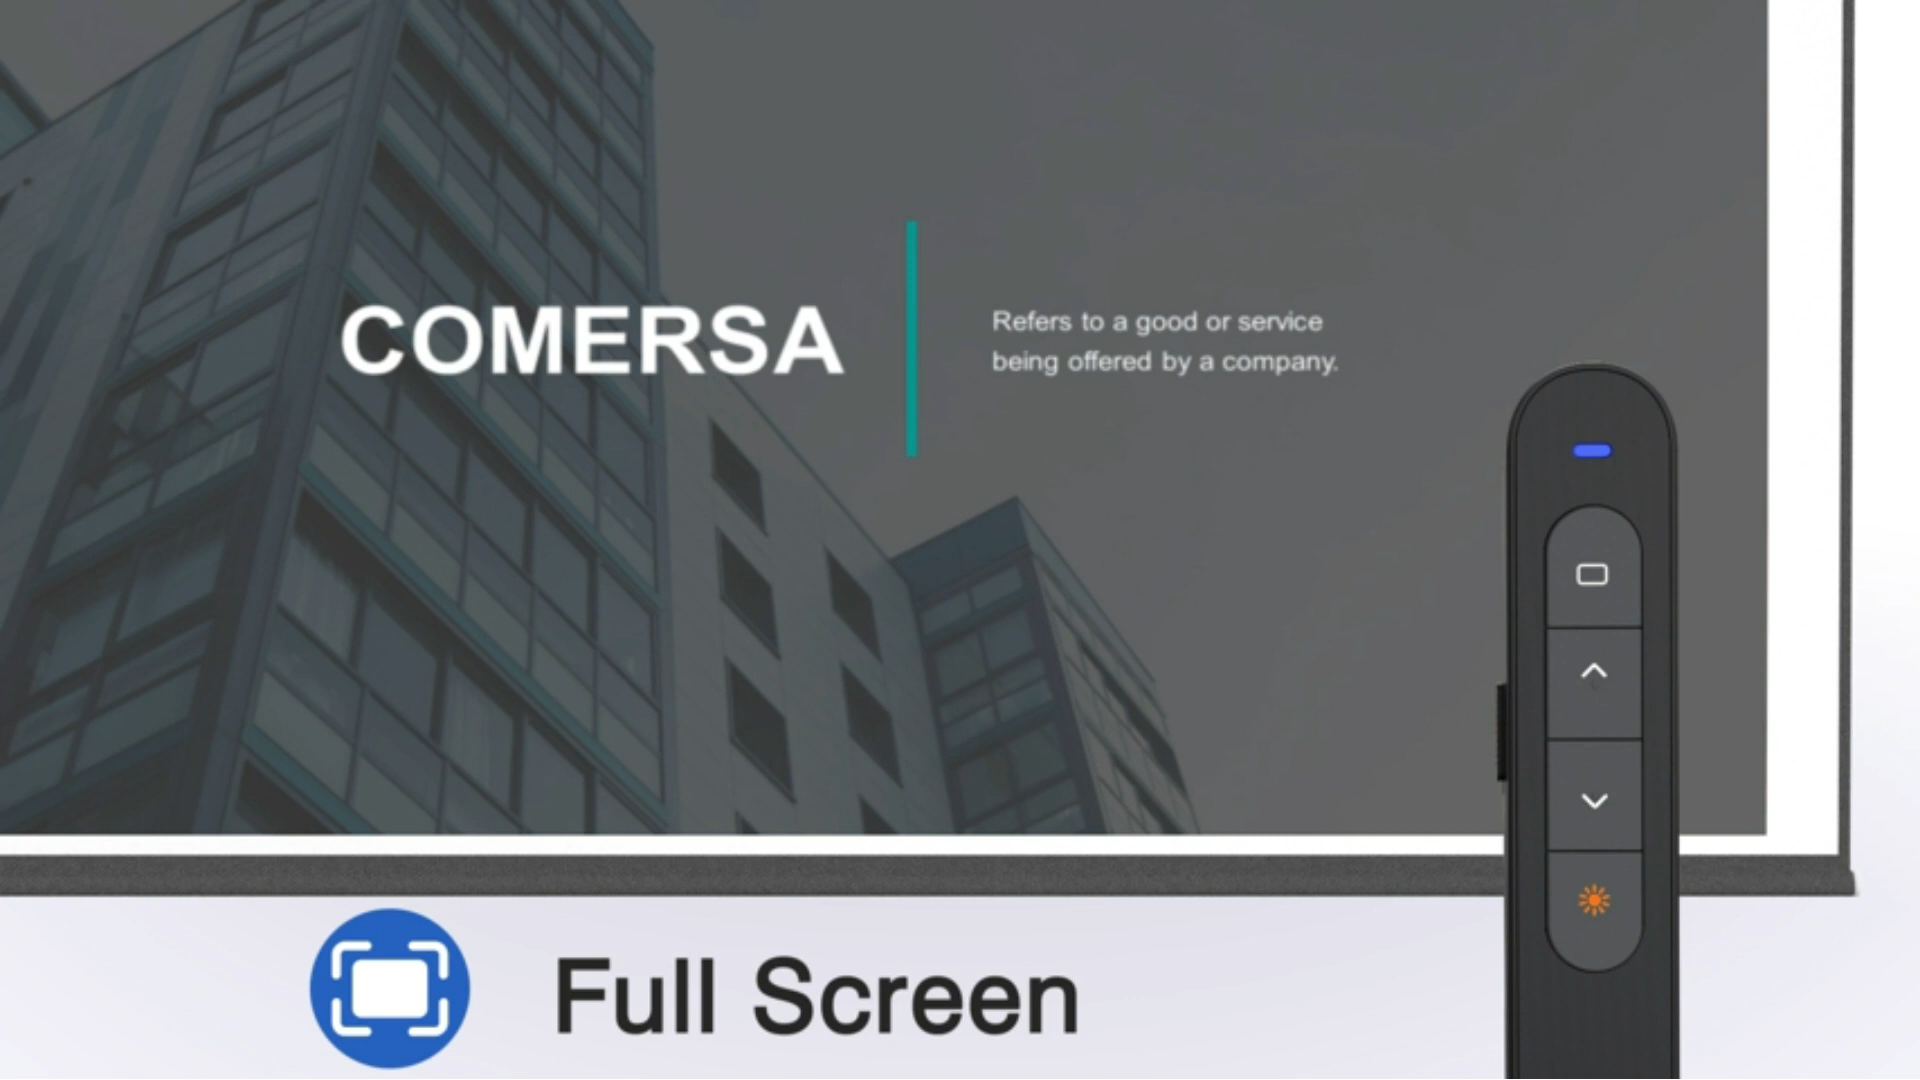 COMERSA
Refers to a good or service
being offered by a company.
Full Screen